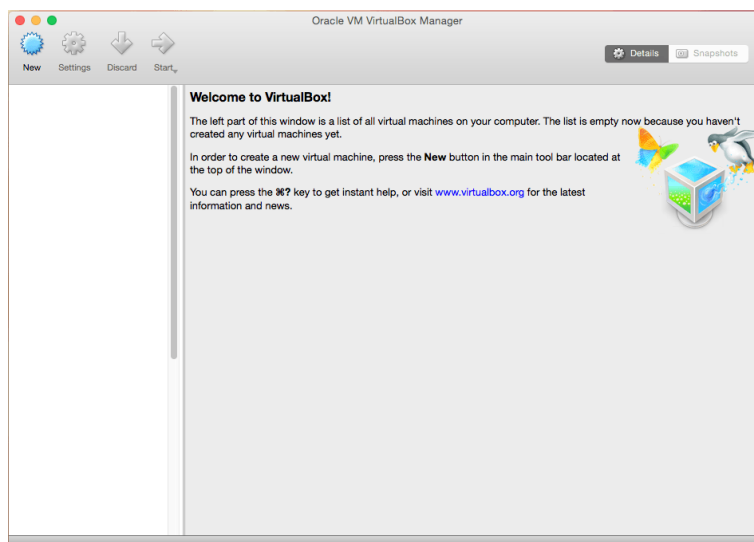 Oracle VM VirtualBox Manager
New Settings Discard Start
Details Snapshots
Welcome to VirtualBox!
The left part of this window is a list of all virtual machines on your computer. The list is empty now because you haven't
created any virtual machines yet.
In order to create a new virtual machine, press the New button in the main tool bar located at
the top of the window.
You can press the ⌘? key to get instant help, or visit www.virtualbox.org for the latest
information and news.